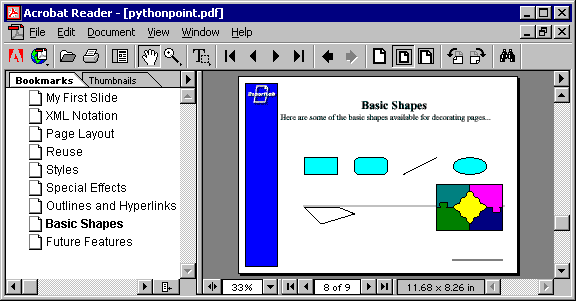 Acrobat Reader - [pythonpoint.pdf]
File Edit Document View Window Help
Bookmarks Thumbnails
My First Slide
XML Notation
Page Layout
Reuse
Styles
Special Effects
Outlines and Hyperlinks
Basic Shapes
Future Features
ReportLab
Basic Shapes
Here are some of the basic shapes available for decorating pages...
33% 8 of 9 11.68 x 8.26 in